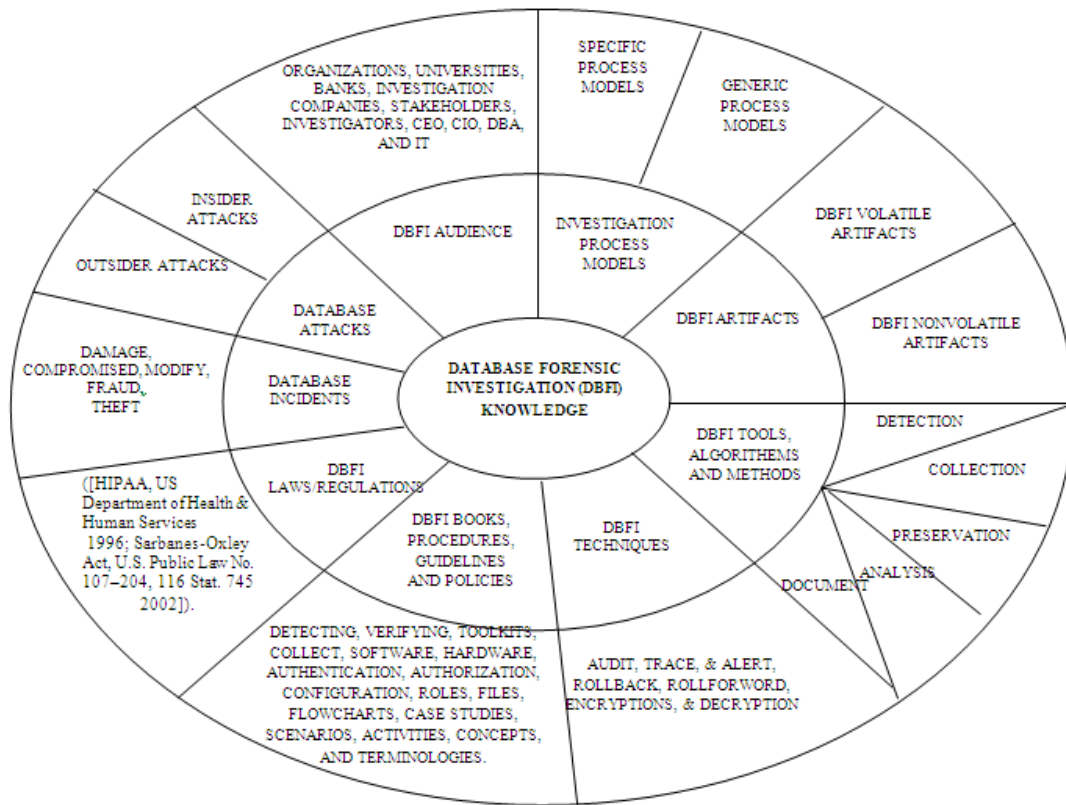 SPECIFIC
PROCESS
MODELS
GENERIC
PROCESS
MODELS
ORGANIZATIONS, UNIVERSITIES,
BANKS, INVESTIGATION
COMPANIES, STAKEHOLDERS,
INVESTIGATORS, CEO, CIO, DBA,
AND IT
INSIDER
ATTACKS
OUTSIDER ATTACKS
DBFI AUDIENCE
INVESTIGATION
PROCESS
MODELS
DBFI VOLATILE
ARTIFACTS
DATABASE
ATTACKS
DBFI ARTIFACTS
DBFI NONVOLATILE
ARTIFACTS
DAMAGE,
COMPROMISED, MODIFY,
FRAUD,
THEFT
DATABASE
INCIDENTS
DATABASE FORENSIC
INVESTIGATION (DBFI)
KNOWLEDGE
DBFI TOOLS,
ALGORITHEMS
AND METHODS
DETECTION
COLLECTION
PRESERVATION
ANALYSIS
DOCUMENT
([HIPAA, US
Department of Health &
Human Services
1996; Sarbanes-Oxley
Act, U.S. Public Law No.
107–204, 116 Stat. 745
2002]).
DBFI
LAWS/REGULATIONS
DBFI BOOKS,
PROCEDURES,
GUIDELINES
AND POLICIES
DBFI
TECHNIQUES
DETECTING, VERIFYING, TOOLKITS,
COLLECT, SOFTWARE, HARDWARE,
AUTHENTICATION, AUTHORIZATION,
CONFIGURATION, ROLES, FILES,
FLOWCHARTS, CASE STUDIES,
SCENARIOS, ACTIVITIES, CONCEPTS,
AND TERMINOLOGIES.
AUDIT, TRACE, & ALERT,
ROLLBACK, ROLLFORWORD,
ENCRYPTIONS, & DECRYPTION